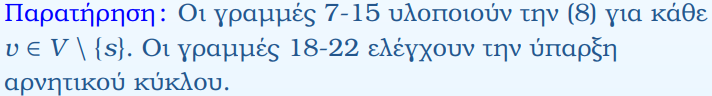 Παρατήρηση: Οι γραμμές 7-15 υλοποιούν την (8) για κάθε
υ ∈ V \ {s}. Οι γραμμές 18-22 ελέγχουν την ύπαρξη
αρνητικού κύκλου.